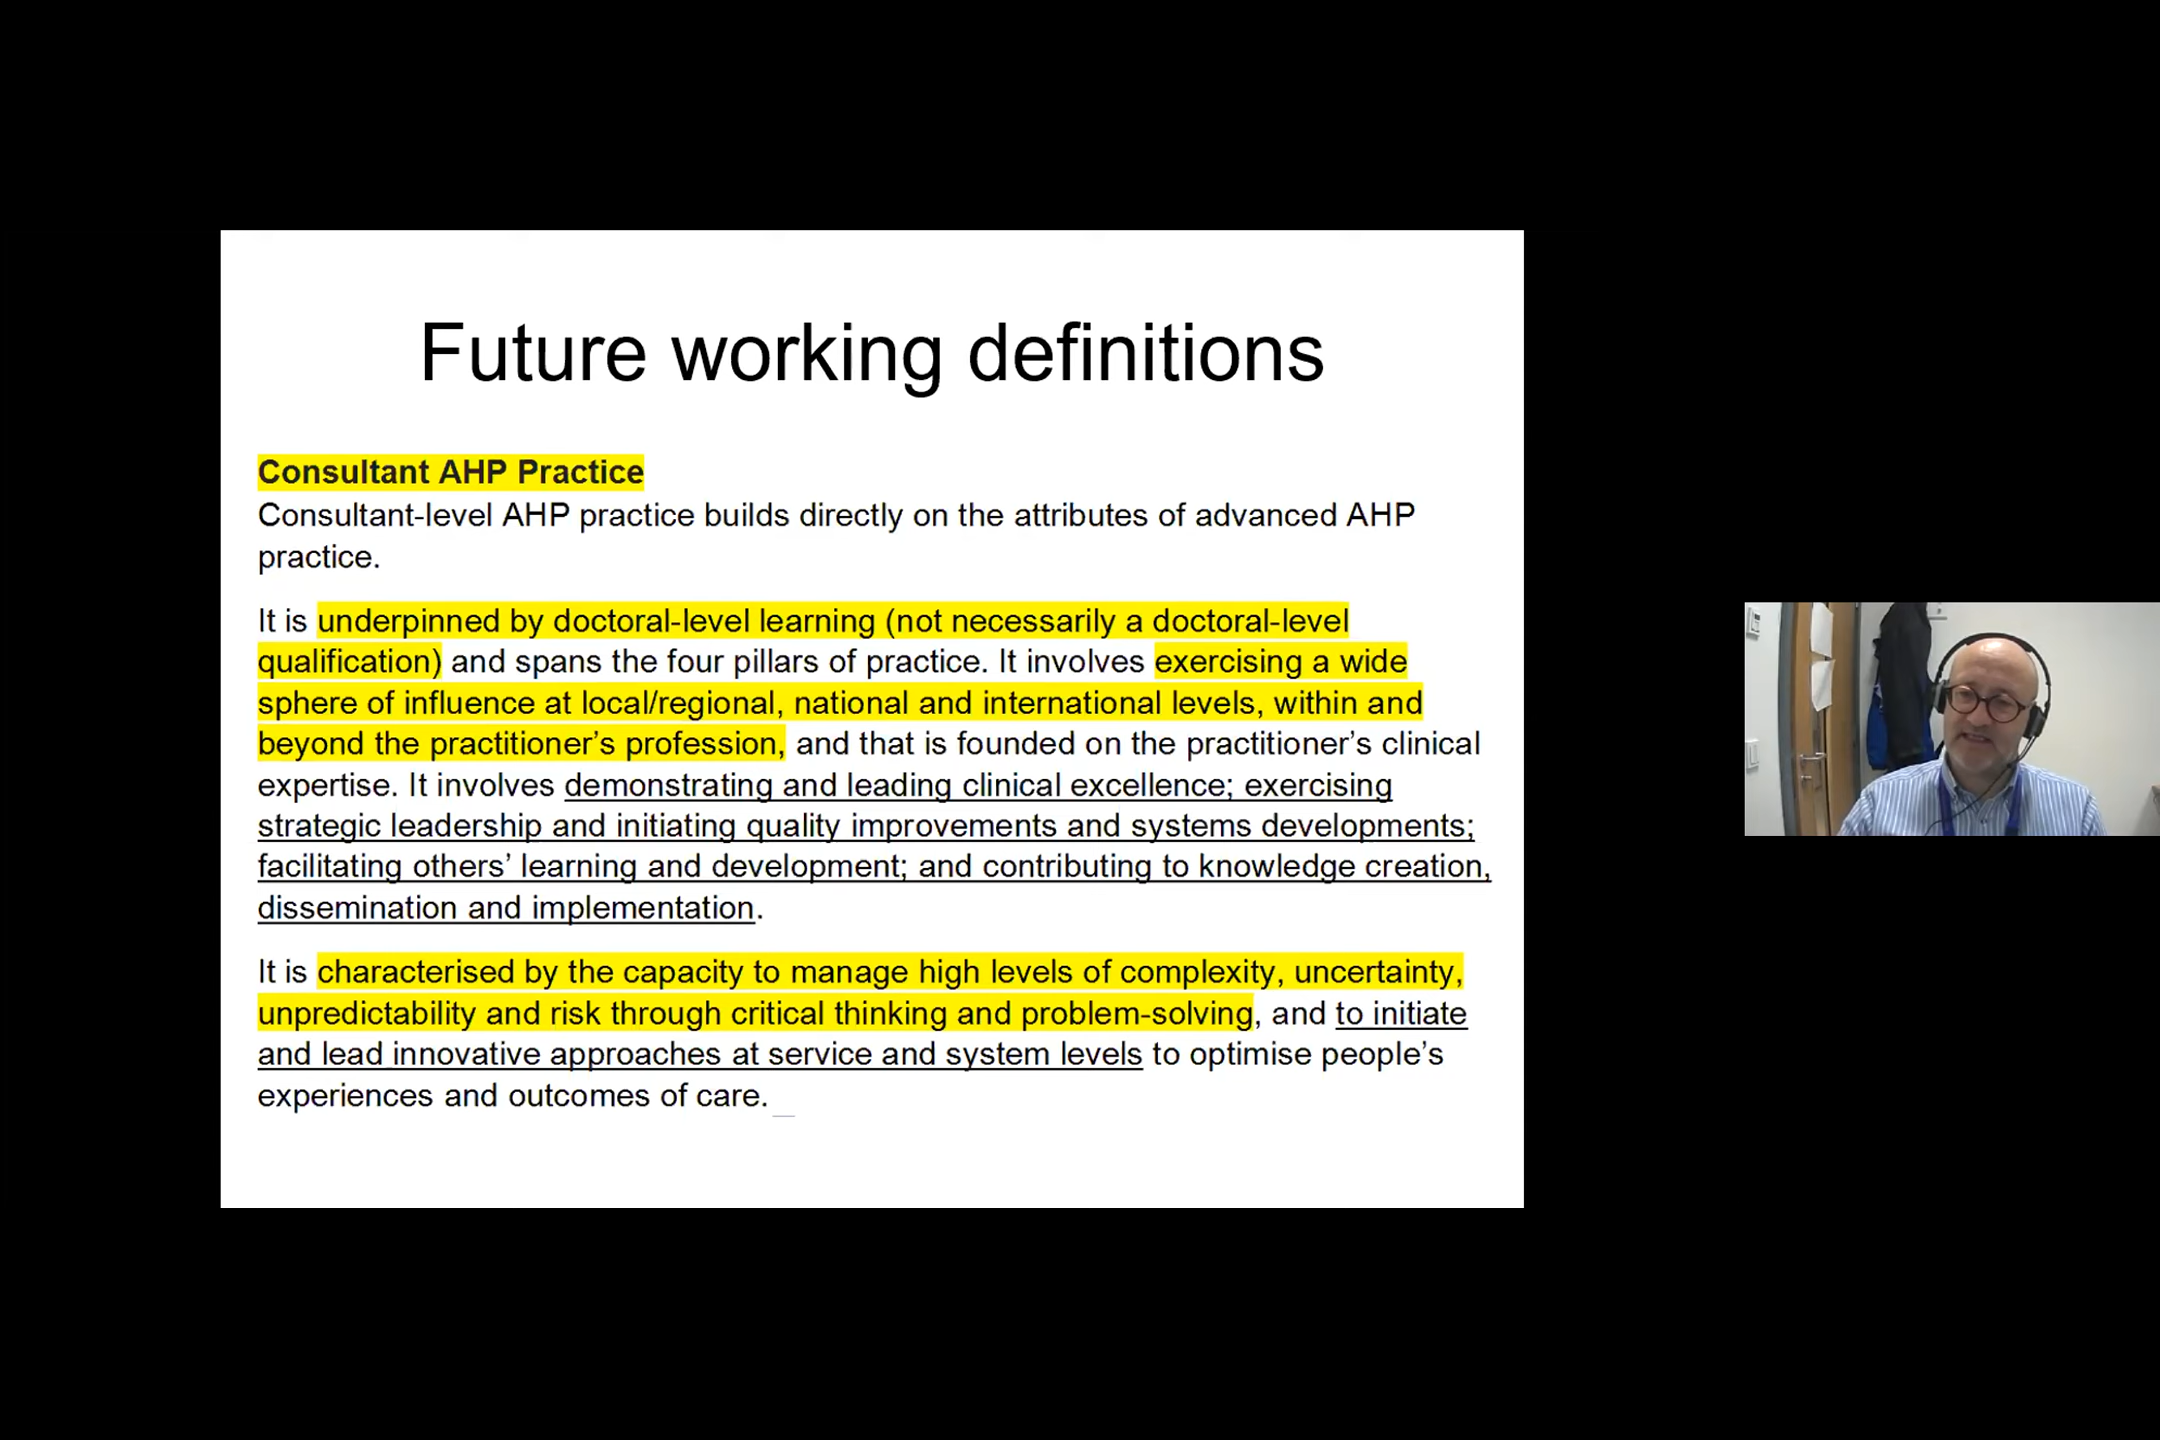 Future working definitions
Consultant AHP Practice
Consultant-level AHP practice builds directly on the attributes of advanced AHP
practice.
It is underpinned by doctoral-level learning (not necessarily a doctoral-level
qualification) and spans the four pillars of practice. It involves exercising a wide
sphere of influence at local/regional, national and international levels, within and
beyond the practitioner’s profession, and that is founded on the practitioner’s clinical
expertise. It involves demonstrating and leading clinical excellence; exercising
strategic leadership and initiating quality improvements and systems developments;
facilitating others’ learning and development; and contributing to knowledge creation,
dissemination and implementation.
It is characterised by the capacity to manage high levels of complexity, uncertainty,
unpredictability and risk through critical thinking and problem-solving, and to initiate
and lead innovative approaches at service and system levels to optimise people’s
experiences and outcomes of care.